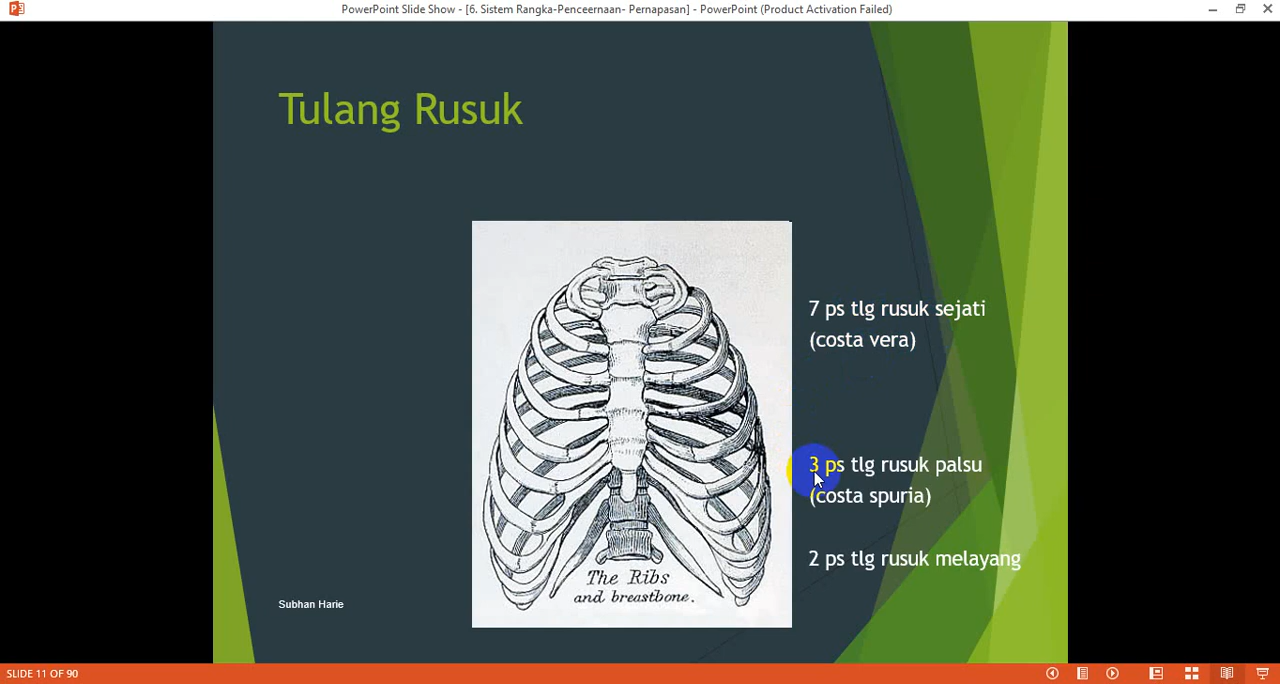 PowerPoint Slide Show - [6. Sistem Rangka-Penceernaan- Pernapasan] - PowerPoint (Product Activation Failed)
Tulang Rusuk
7 ps tlg rusuk sejati
(costa vera)
3 ps tlg rusuk palsu
(costa spuria)
2 ps tlg rusuk melayang
The Ribs
and breastbone.
Subhan Harie
SLIDE 11 OF 90